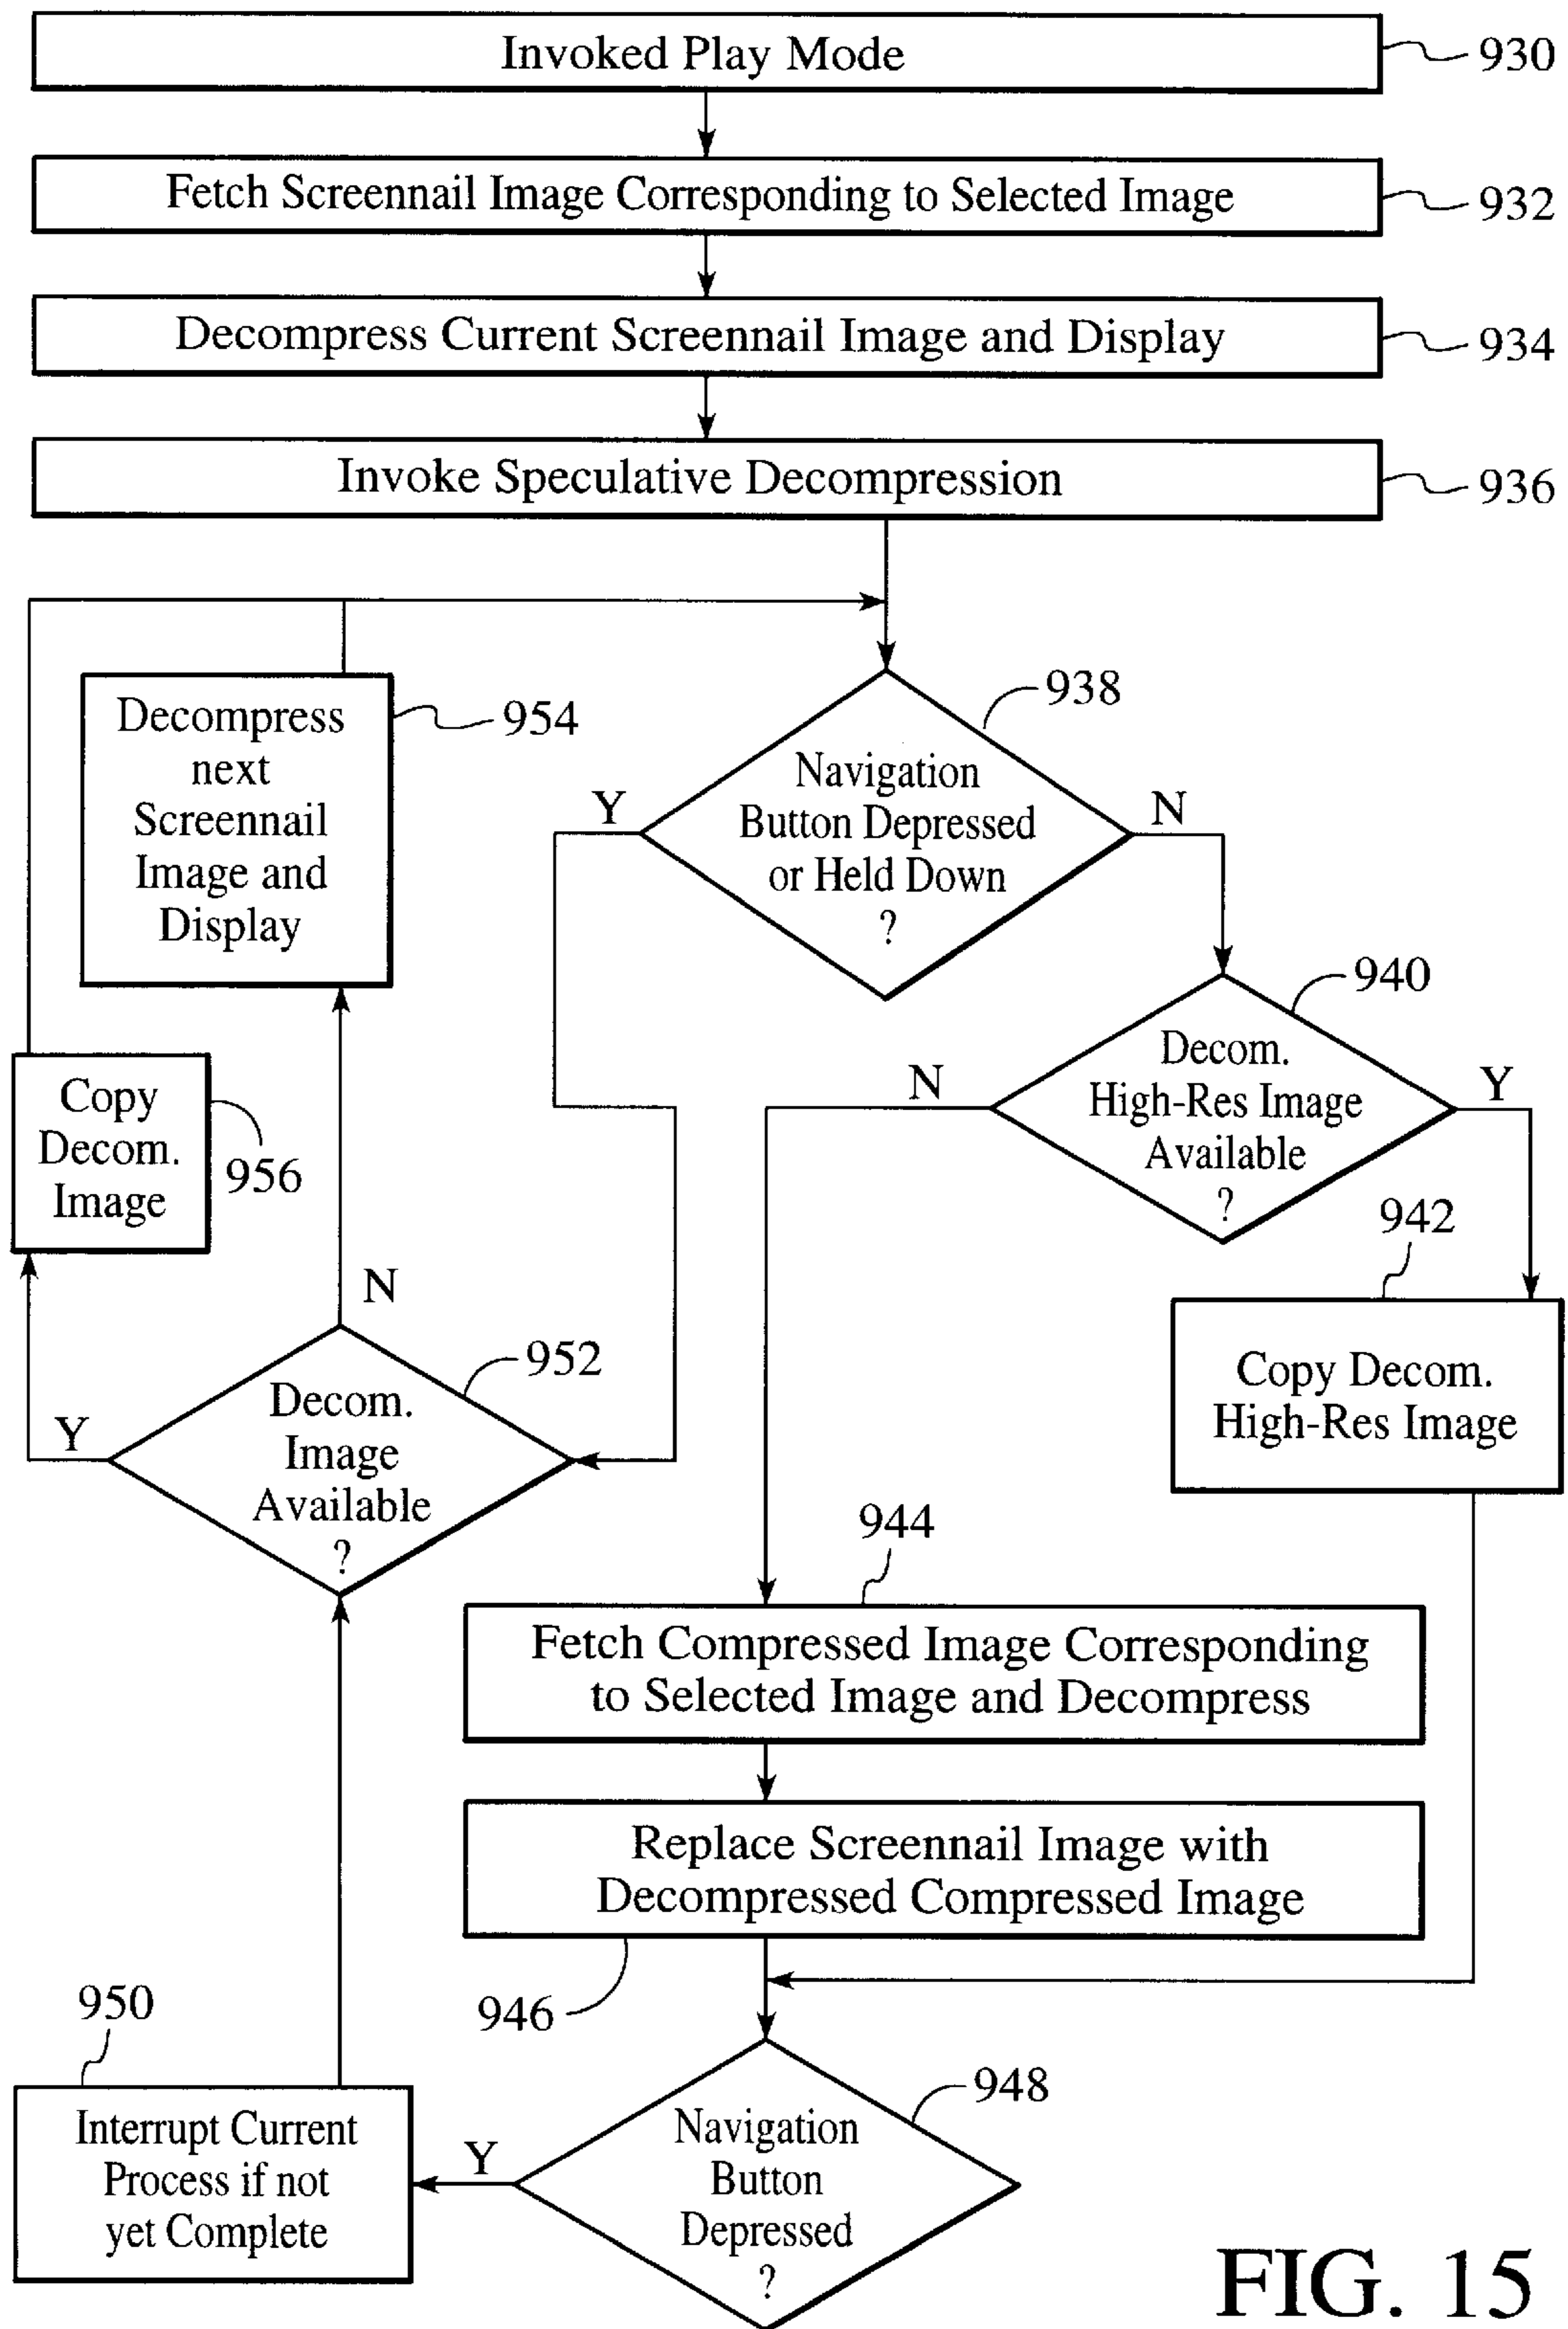 Invoked Play Mode
930
Fetch Screennail Image Corresponding to Selected Image
932
Decompress Current Screennail Image and Display
934
Invoke Speculative Decompression
936
Decompress
next
Screennail
Image and
Display
954
938
Navigation
Button Depressed
or Held Down
?
Y
N
940
Decom.
High-Res Image
Available
?
N
Y
Copy
Decom.
Image
956
942
Copy Decom.
High-Res Image
N
952
Decom.
Image
Available
?
Y
944
Fetch Compressed Image Corresponding
to Selected Image and Decompress
Replace Screennail Image with
Decompressed Compressed Image
946
950
Interrupt Current
Process if not
yet Complete
Y
948
Navigation
Button
Depressed
?
FIG. 15